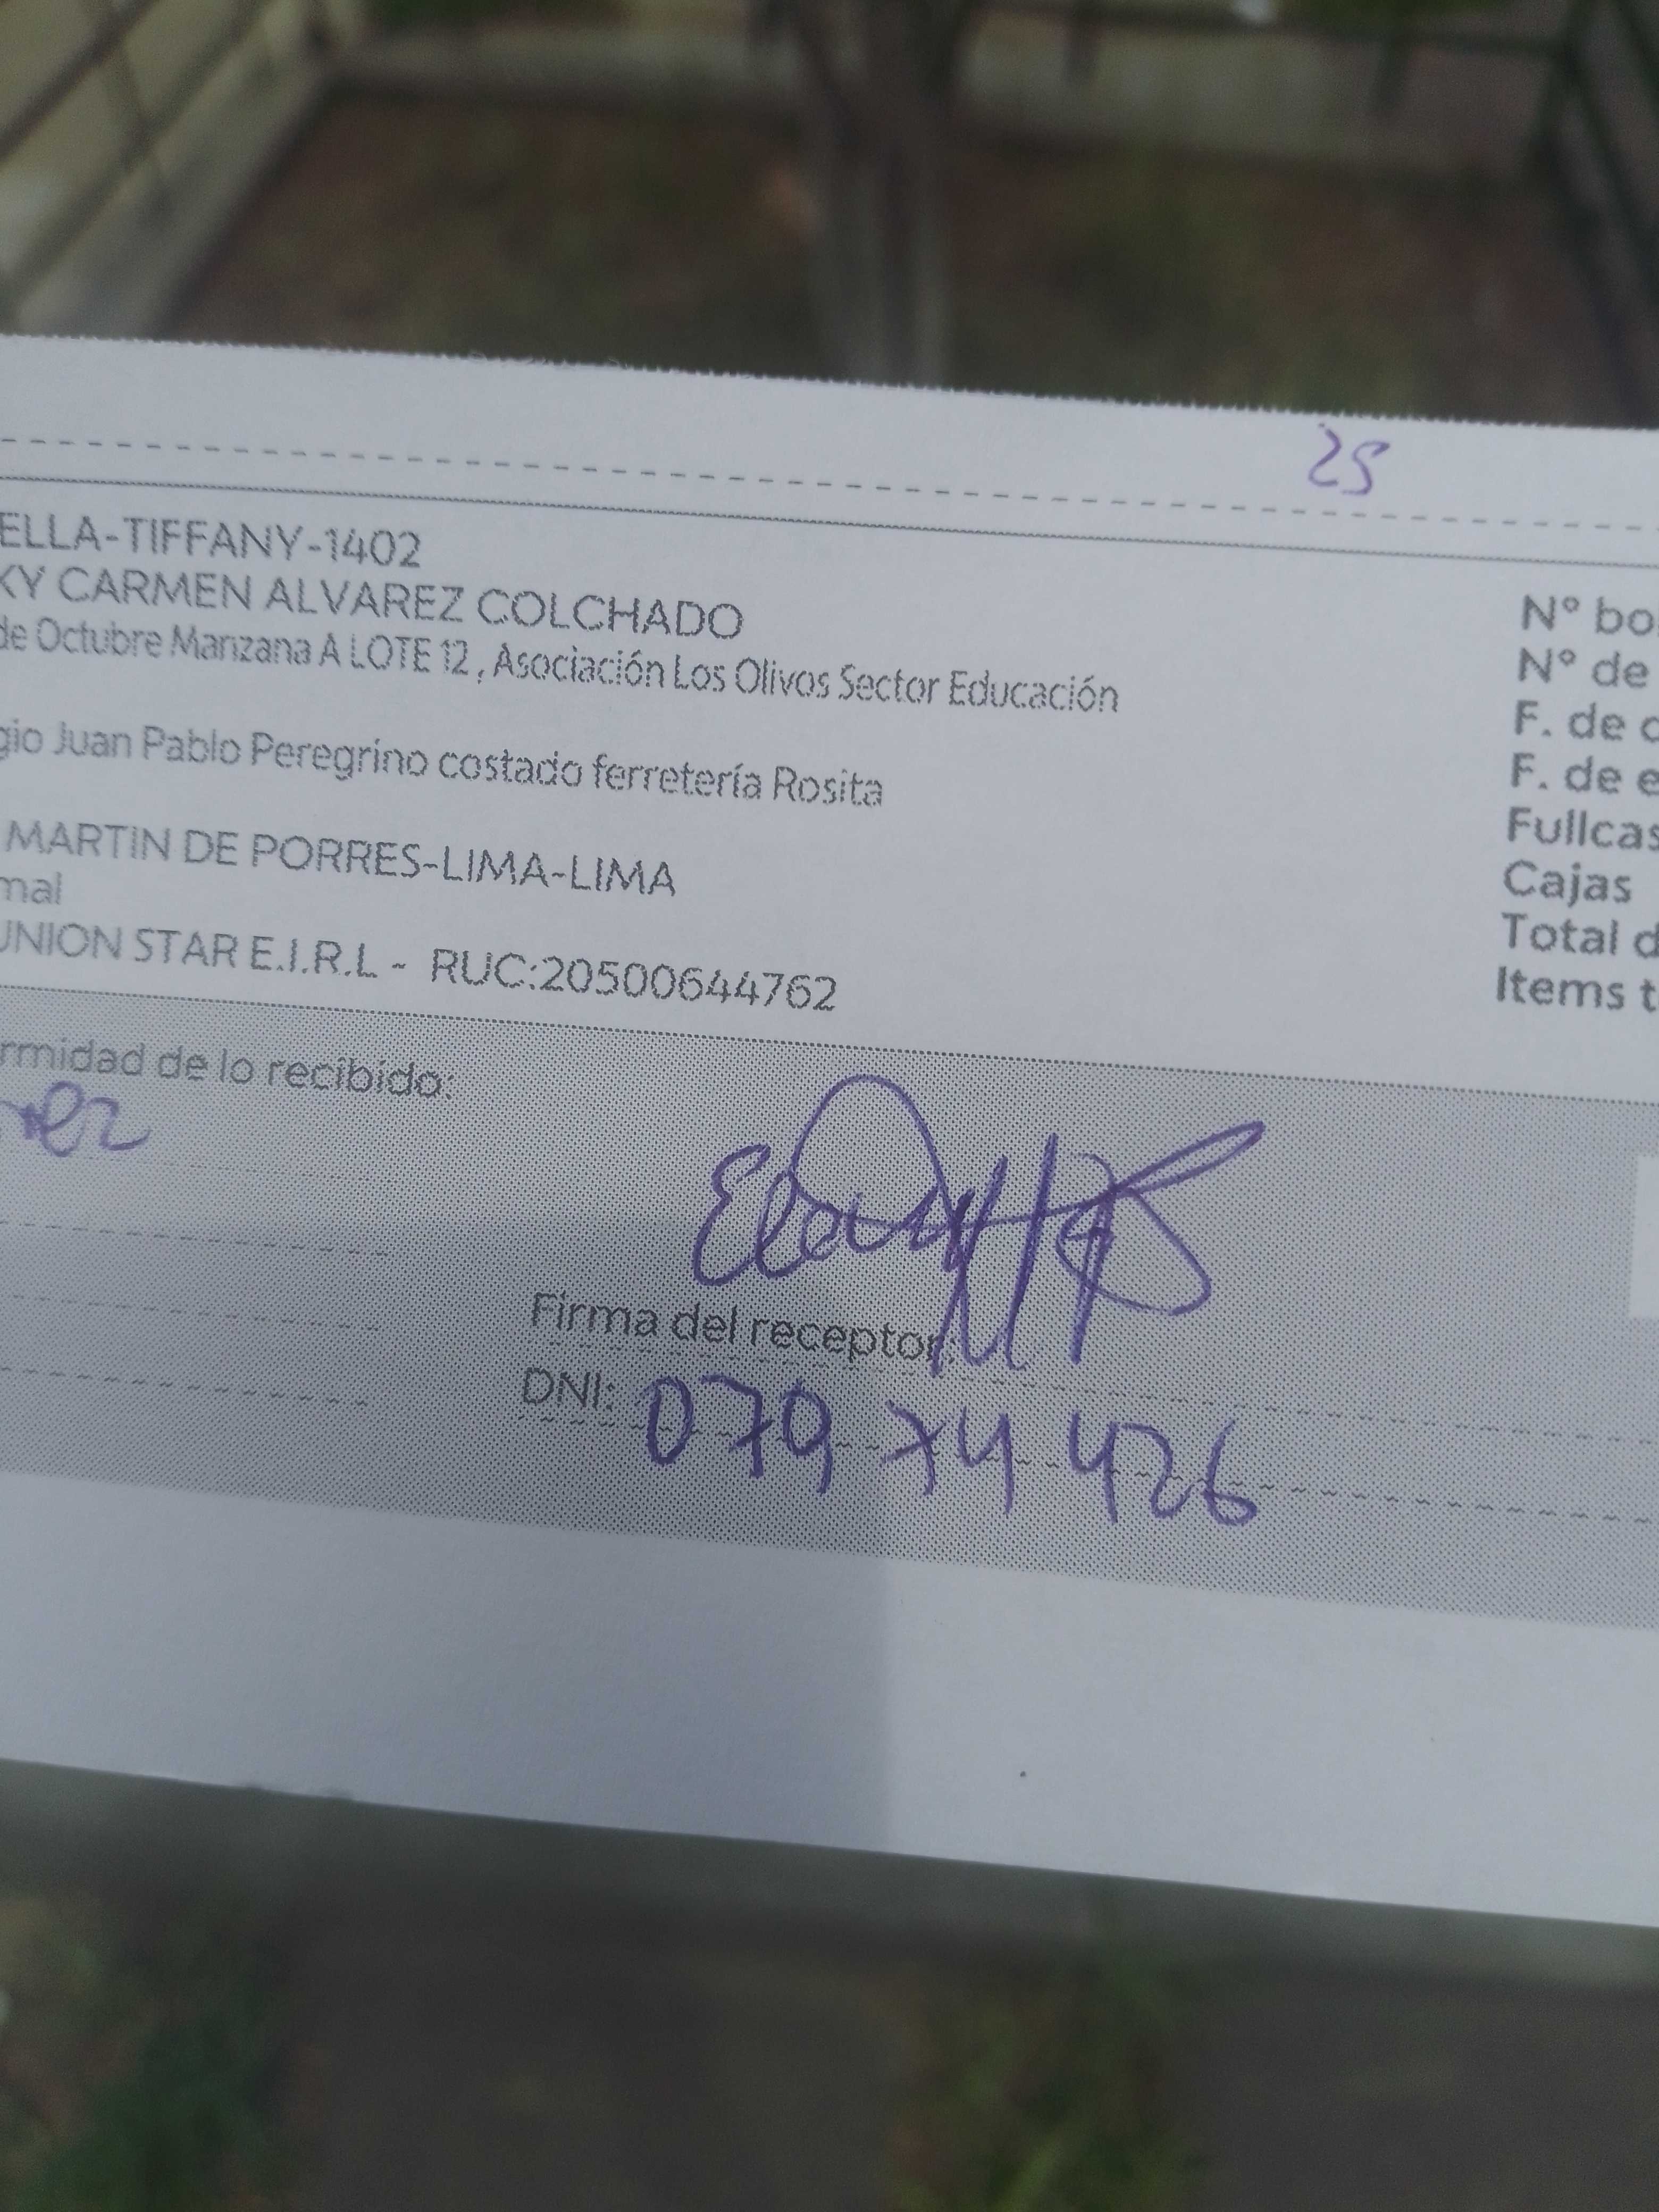 25
ELLA-TIFFANY-1402
KY CARMEN ALVAREZ COLCHADO
de Octubre Manzana A LOTE 12, Asociación Los Olivos Sector Educación
gio Juan Pablo Peregrino costado ferretería Rosita
MARTIN DE PORRES-LIMA-LIMA
mal
UNION STAR E.I.R.L - RUC:20500644762
N° bo
N° de
F. de
F. de e
Fullcas
Cajas
Total d
Items t
rmidad de lo recibido:
ez
Firma del receptor:
DNI: 079 74 426